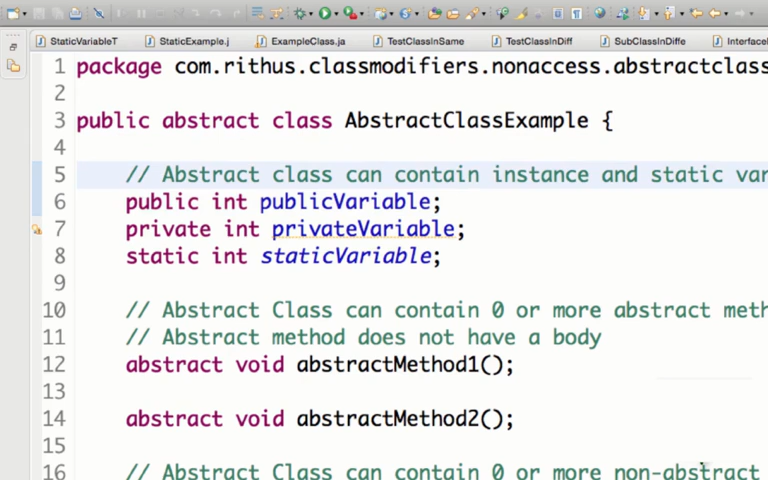 StaticVariableT StaticExample.j ExampleClass.ja TestClassInSame TestClassInDiff SubClassInDiffe Interfacel
1 package com.rithus.classmodifiers.nonaccess.abstractclass
2
3 public abstract class AbstractClassExample {
4
5 // Abstract class can contain instance and static var
6 public int publicVariable;
7 private int privateVariable;
8 static int staticVariable;
9
10 // Abstract Class can contain 0 or more abstract meth
11 // Abstract method does not have a body
12 abstract void abstractMethod1();
13
14 abstract void abstractMethod2();
15
16 // Abstract Class can contain 0 or more non-abstract